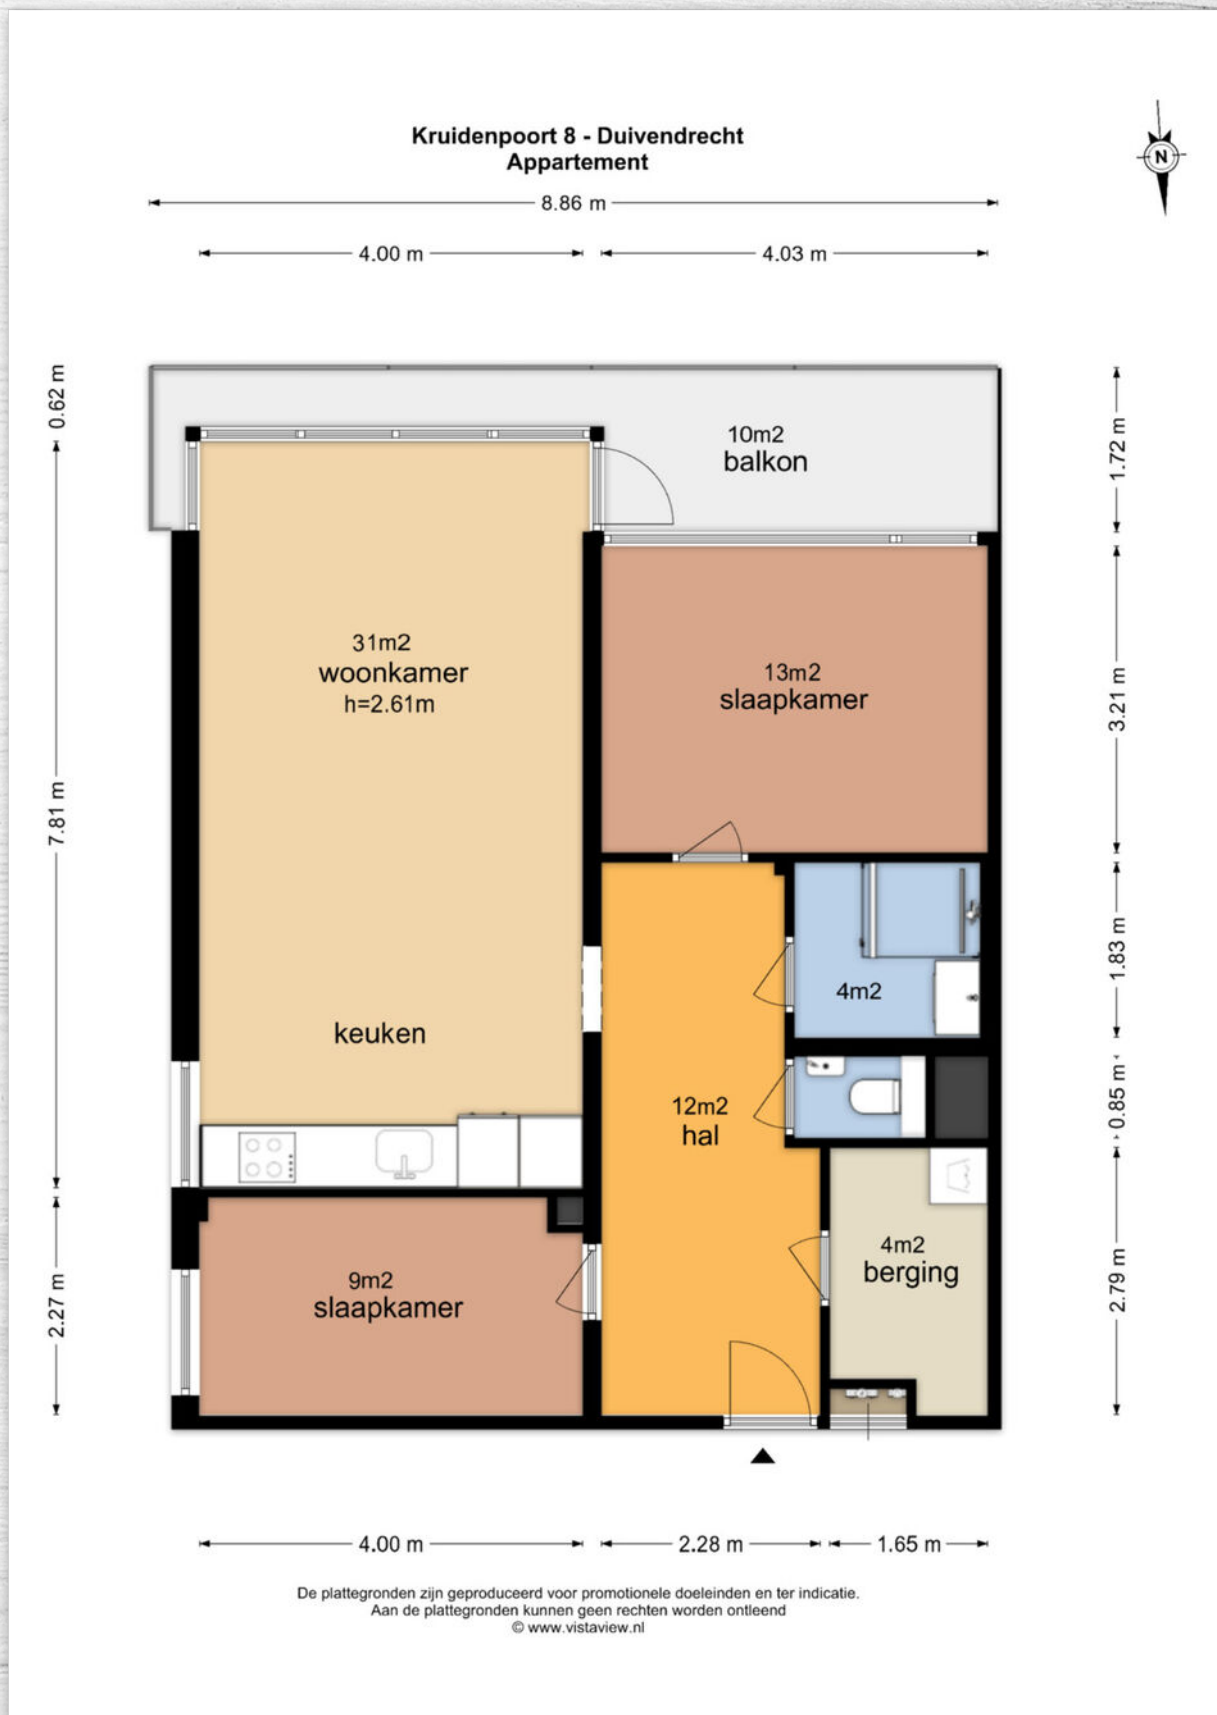 Kruidenpoort 8 - Duivendrecht
Appartement
N
8.86 m
4.00 m
4.03 m
0.62 m
1.72 m
10m2
balkon
31m2
woonkamer
h=2.61m
13m2
slaapkamer
3.21 m
7.81 m
1.83 m
4m2
keuken
0.85 m
12m2
hal
4m2
berging
9m2
slaapkamer
2.27 m
2.79 m
4.00 m
2.28 m
1.65 m
De plattegronden zijn geproduceerd voor promotionele doeleinden en ter indicatie.
Aan de plattegronden kunnen geen rechten worden ontleend
© www.vistaview.nl